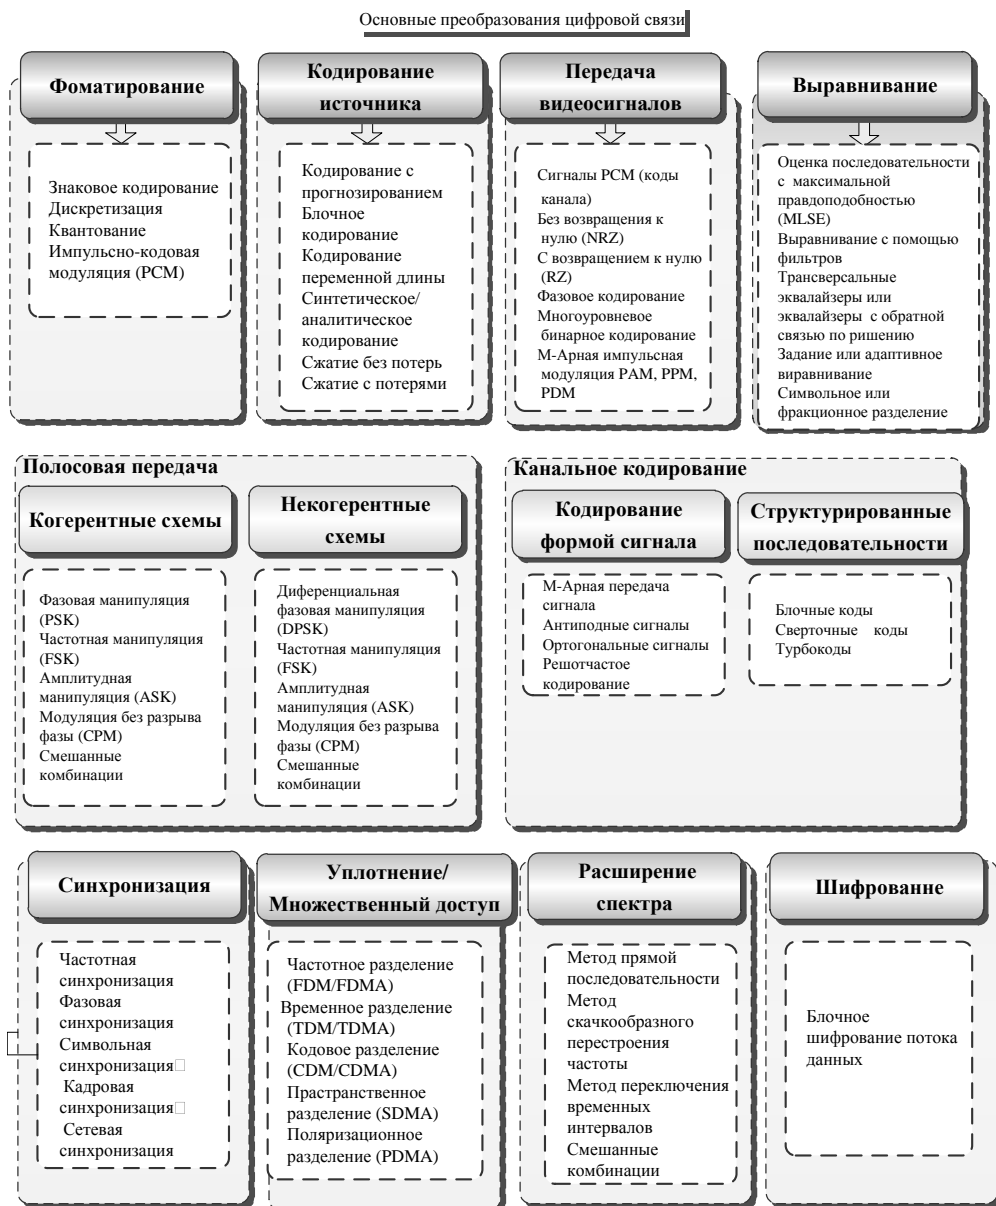 Основные преобразования цифровой связи
Фоматирование
Знаковое кодирование
Дискретизация
Квантование
Импульсно-кодовая
модуляция (PCM)
Кодирование
источника
Кодирование с
прогнозированием
Блочное
кодирование
Кодирование
переменной длины
Синтетическое/
аналитическое
кодирование
Сжатие без потерь
Сжатие с потерями
Передача
видеосигналов
Сигналы PCM (коды
канала)
Без возвращения к
нулю (NRZ)
С возвращением к нулю
(RZ)
Фазовое кодирование
Многоуровневое
бинарное кодирование
М-Арная импульсная
модуляция PAM, PPM,
PDM
Выравнивание
Оценка последовательности
с максимальной
правдоподобностью
(MLSE)
Выравнивание с помощью
фильтров
Трансверсальные
эквалайзеры или
эквалайзеры с обратной
связью по ришению
Задание или адаптивное
виравнивание
Символьное или
фракционное разделение
Полосовая передача
Когерентные схемы
Фазовая манипуляция
(PSK)
Частотная манипуляция
(FSK)
Амплитудная
манипуляция (ASK)
Модуляция без разрыва
фазы (CPM)
Смешанные
комбинации
Некогерентные
схемы
Диференциальная
фазовая манипуляция
(DPSK)
Частотная манипуляция
(FSK)
Амплитудная
манипуляция (ASK)
Модуляция без разрыва
фазы (CPM)
Смешанные
комбинации
Канальное кодирование
Кодирование
формой сигнала
М-Арная передача
сигнала
Антиподные сигналы
Ортогональные сигналы
Решотчастое
кодирование
Структурированные
последовательности
Блочные коды
Сверточные коды
Турбокоды
Синхронизация
Частотная
синхронизация
Фазовая
синхронизация
Символьная
синхронизация
Кадровая
синхронизация
Сетевая
синхронизация
Уплотнение/
Множественный доступ
Частотное разделение
(FDM/FDMA)
Временное разделение
(TDM/TDMA)
Кодовое разделение
(CDM/CDMA)
Прастранственное
разделение (SDMA)
Поляризационное
разделение (PDMA)
Расширение
спектра
Метод прямой
последовательности
Метод
скачкообразного
перестроения
частоты
Метод переключения
временных
интервалов
Смешанные
комбинации
Шифрованне
Блочное
шифрование потока
данных